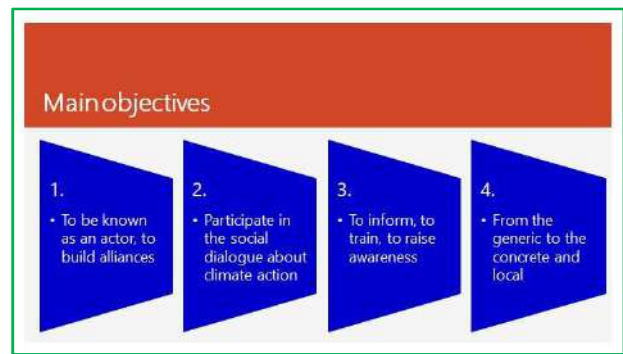 Main objectives
1.
• To be known
as an actor, to
build alliances
2.
• Participate in
the social
dialogue about
climate action
3.
• To inform, to
train, to raise
awareness
4.
• From the
generic to the
concrete and
local